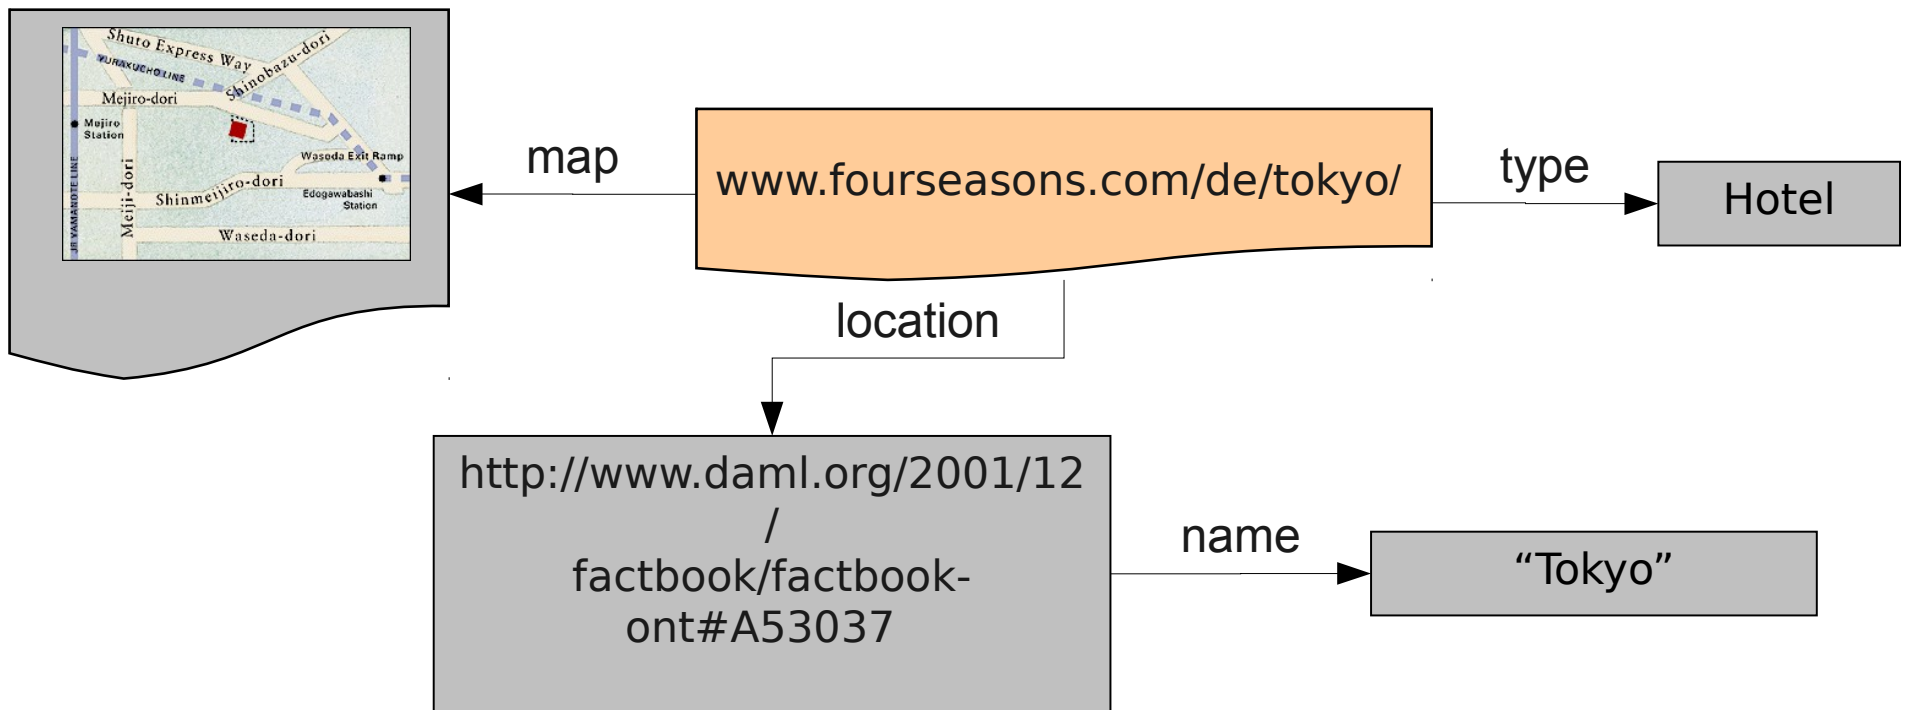 Shuto Express Way
YURAKUCHO LINE
Shinobazu-dori
Mejiro-dori
Mejiro
Station
Waseda Exit Ramp
Shinmeijiro-dori
Edogawabashi
Station
Meiji-dori
JR YAMANOTE LINE
Waseda-dori
map
www.fourseasons.com/de/tokyo/
type
Hotel
location
http://www.daml.org/2001/12
/
factbook/factbook-
ont#A53037
name
“Tokyo”